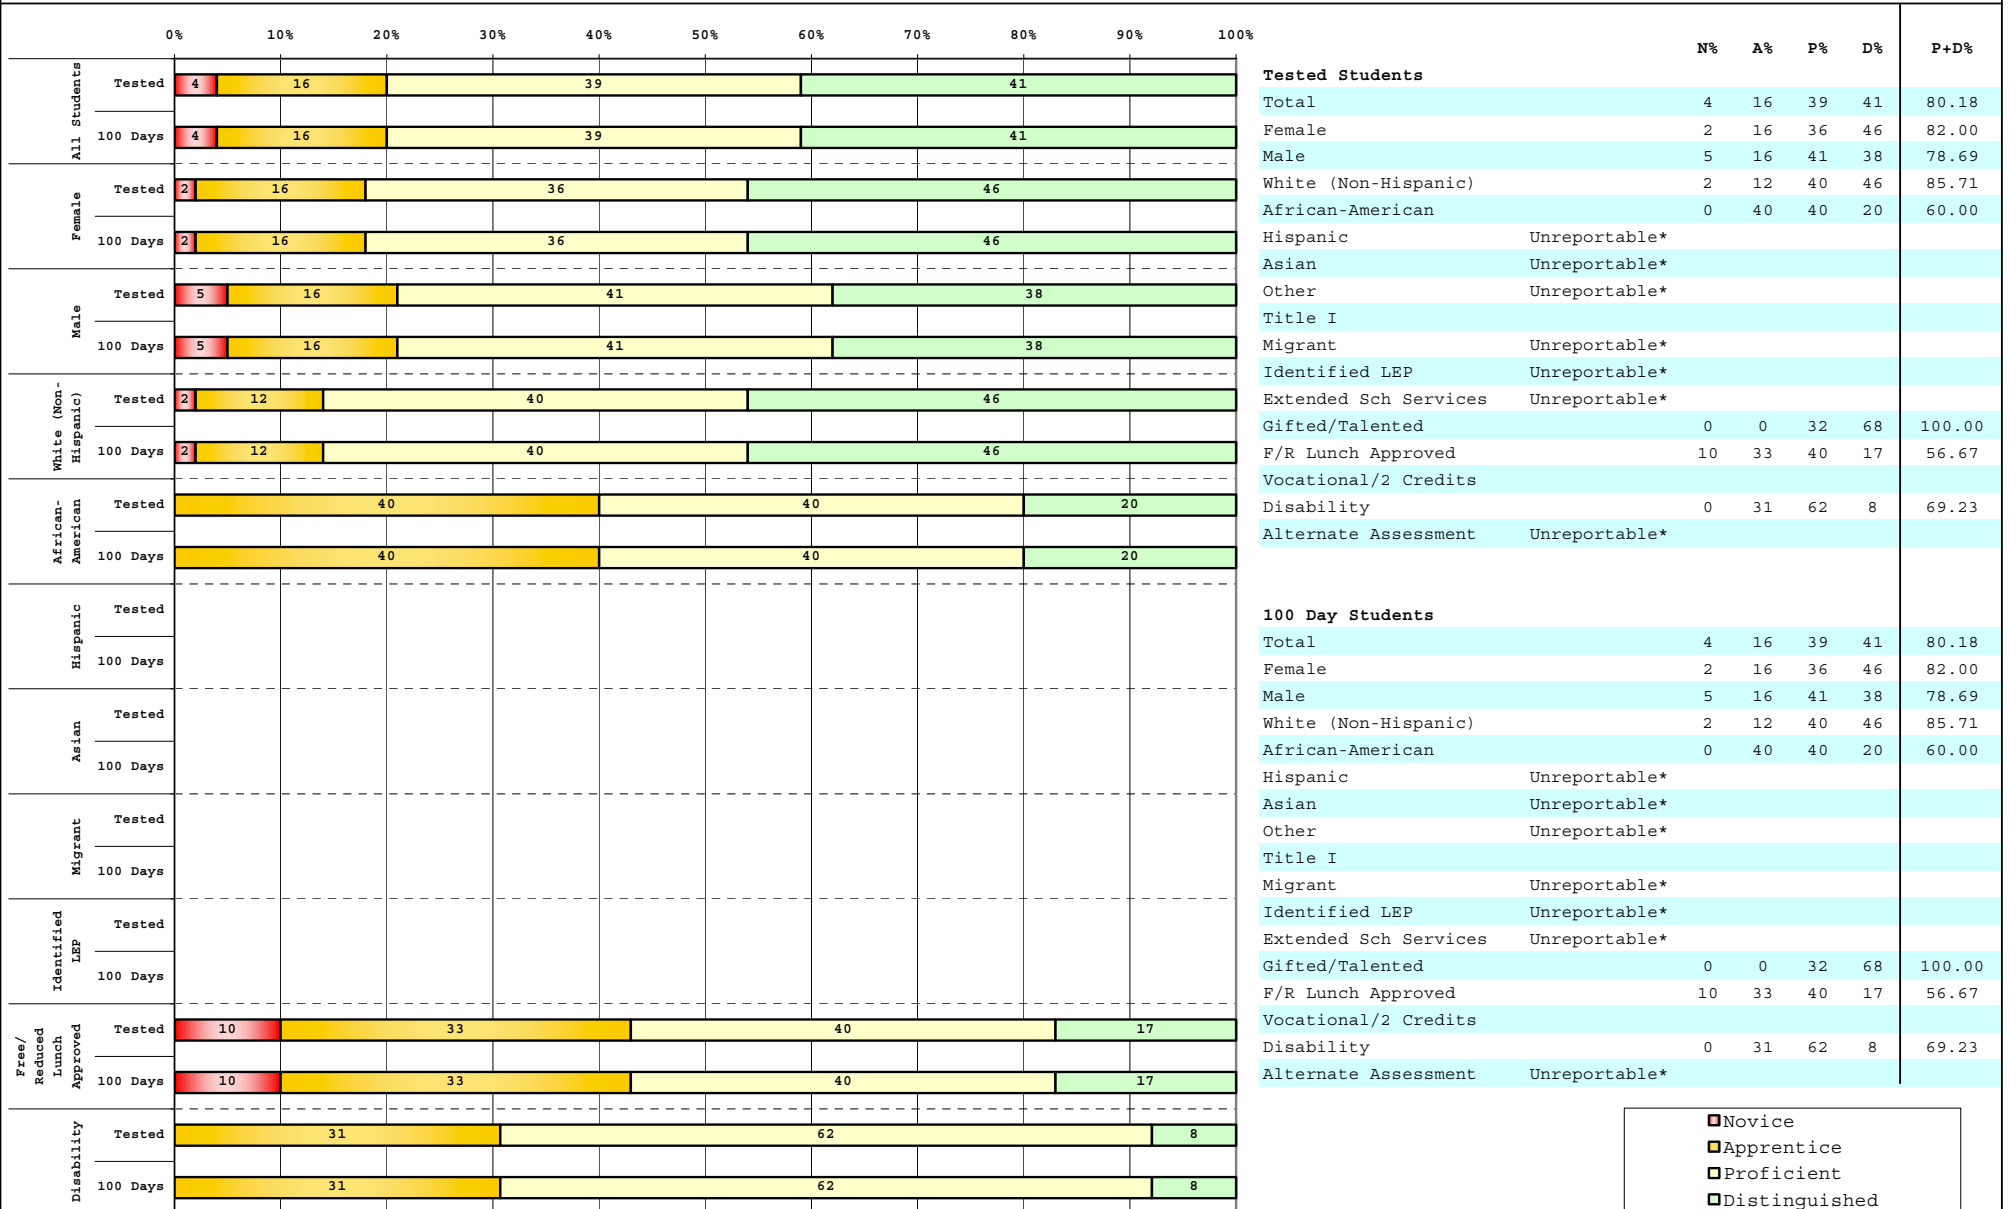 0% 10% 20% 30% 40% 50% 60% 70% 80% 90% 100%
All Students
Tested 4 16 39 41
100 Days 4 16 39 41
Female
Tested 2 16 36 46
100 Days 2 16 36 46
Male
Tested 5 16 41 38
100 Days 5 16 41 38
White (Non-
Hispanic)
Tested 2 12 40 46
100 Days 2 12 40 46
African-
American
Tested 40 40 20
100 Days 40 40 20
Hispanic
Tested
100 Days
Asian
Tested
100 Days
Migrant
Tested
100 Days
Identified
LEP
Tested
100 Days
Free/
Reduced
Lunch
Approved
Tested 10 33 40 17
100 Days 10 33 40 17
Disability
Tested 31 62 8
100 Days 31 62 8
N% A% P% D% P+D%
Tested Students
Total 4 16 39 41 80.18
Female 2 16 36 46 82.00
Male 5 16 41 38 78.69
White (Non-Hispanic) 2 12 40 46 85.71
African-American 0 40 40 20 60.00
Hispanic Unreportable*
Asian Unreportable*
Other Unreportable*
Title I
Migrant Unreportable*
Identified LEP Unreportable*
Extended Sch Services Unreportable*
Gifted/Talented 0 0 32 68 100.00
F/R Lunch Approved 10 33 40 17 56.67
Vocational/2 Credits
Disability 0 31 62 8 69.23
Alternate Assessment Unreportable*
100 Day Students
Total 4 16 39 41 80.18
Female 2 16 36 46 82.00
Male 5 16 41 38 78.69
White (Non-Hispanic) 2 12 40 46 85.71
African-American 0 40 40 20 60.00
Hispanic Unreportable*
Asian Unreportable*
Other Unreportable*
Title I
Migrant Unreportable*
Identified LEP Unreportable*
Extended Sch Services Unreportable*
Gifted/Talented 0 0 32 68 100.00
F/R Lunch Approved 10 33 40 17 56.67
Vocational/2 Credits
Disability 0 31 62 8 69.23
Alternate Assessment Unreportable*
Novice
Apprentice
Proficient
Distinguished